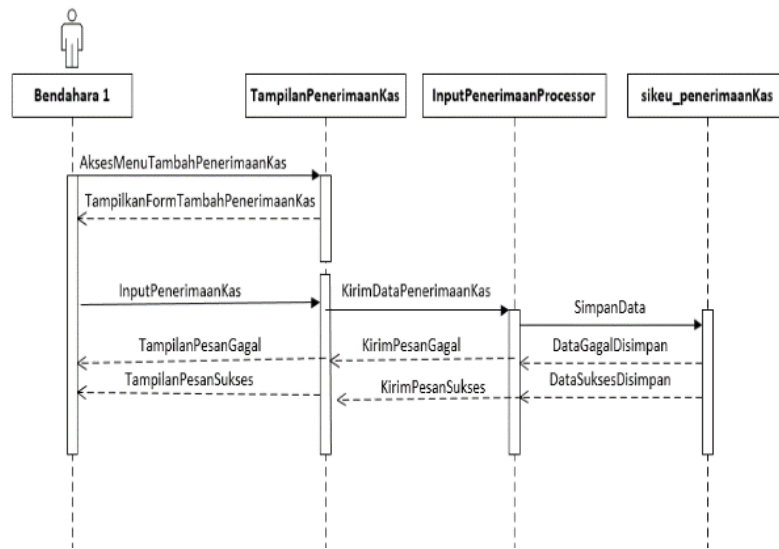 Bendahara 1
TampilanPenerimaanKas
InputPenerimaanProcessor
sikeu_penerimaanKas
AksesMenuTambahPenerimaanKas
TampilkanFormTambahPenerimaanKas
InputPenerimaanKas
KirimDataPenerimaanKas
SimpanData
TampilanPesanGagal
KirimPesanGagal
DataGagalDisimpan
TampilanPesanSukses
KirimPesanSukses
DataSuksesDisimpan